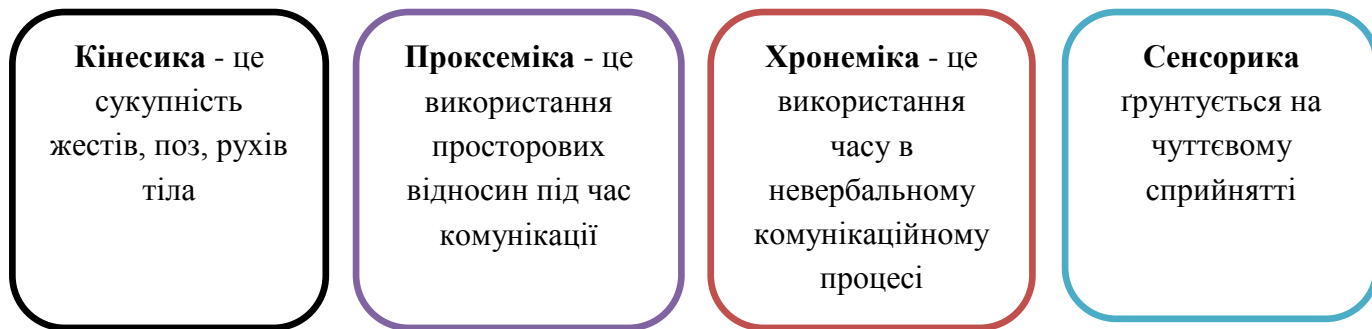 Кінесика - це
сукупність
жестів, поз, рухів
тіла
Проксеміка - це
використання
просторових
відносин під час
комунікації
Хронеміка - це
використання
часу в
невербальному
комунікаційному
процесі
Сенсорика
ґрунтується на
чуттєвому
сприйнятті